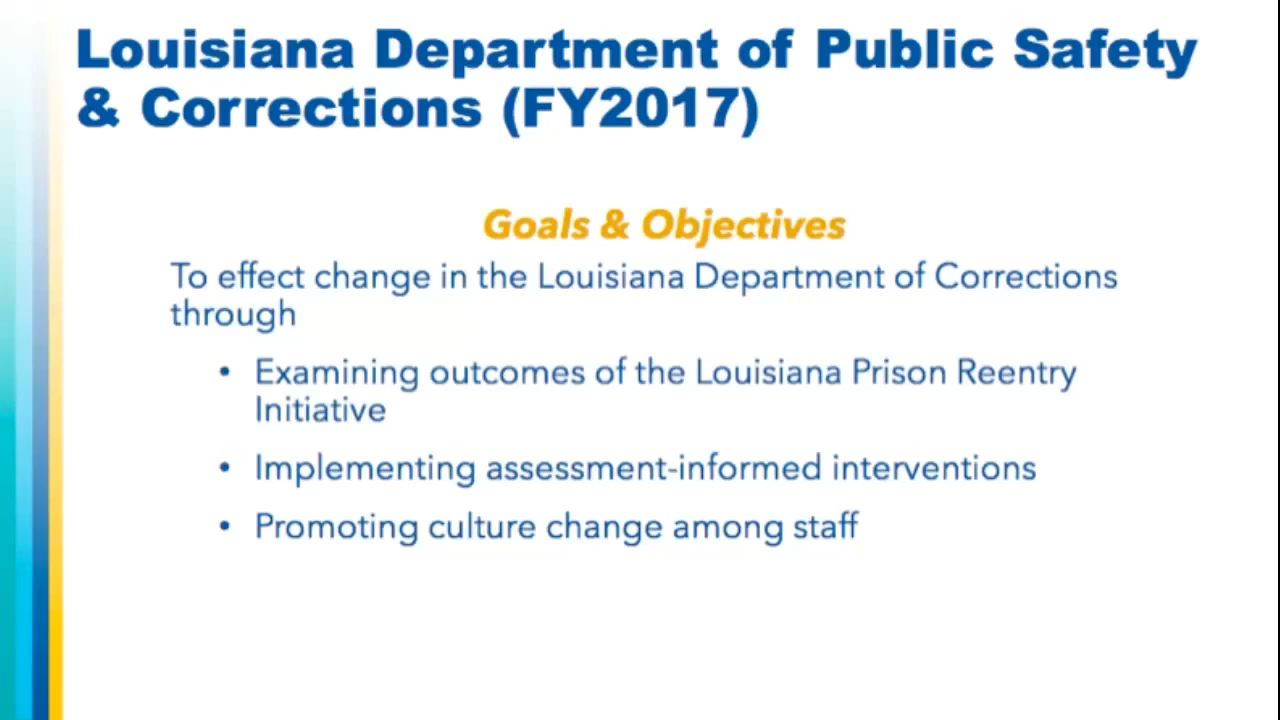 Louisiana Department of Public Safety
& Corrections (FY2017)
Goals & Objectives
To effect change in the Louisiana Department of Corrections
through
• Examining outcomes of the Louisiana Prison Reentry
Initiative
• Implementing assessment-informed interventions
• Promoting culture change among staff